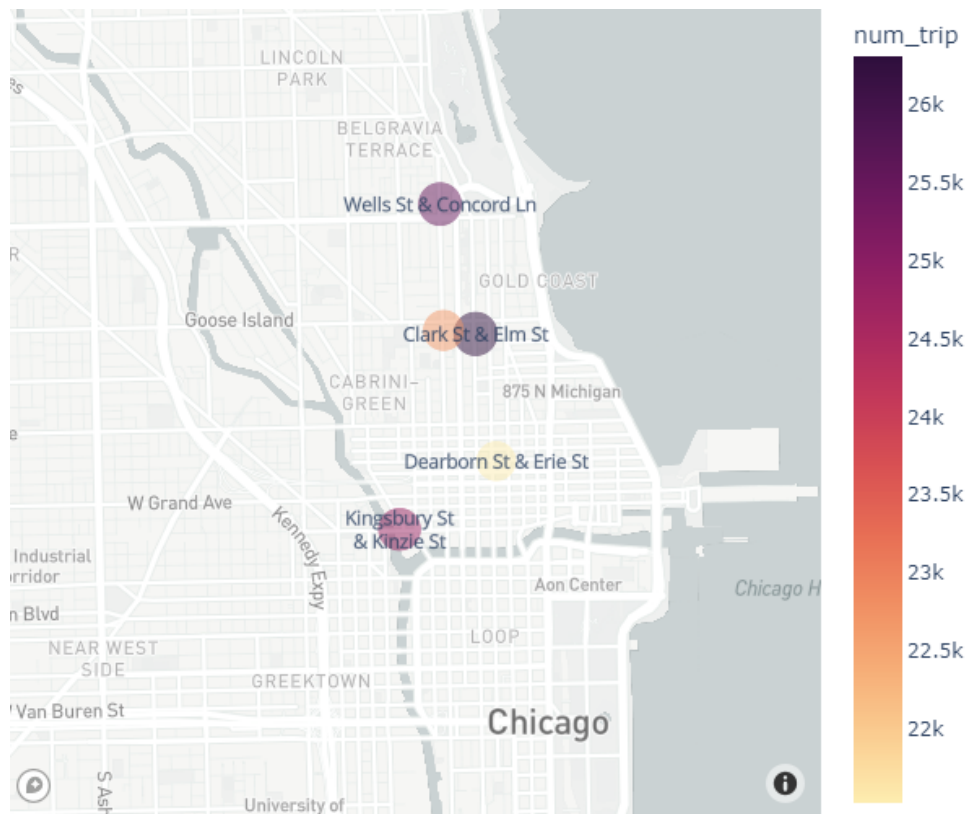 num_trip
26k
25.5k
25k
24.5k
24k
23.5k
23k
22.5k
22k
LINCOLN
PARK
es
BELGRAVIA
TERRACE
Wells St & Concord Ln
R
GOLD COAST
Goose Island
Clark St & Elm St
CABRINI–
GREEN
875 N Michigan
e
Dearborn St & Erie St
W Grand Ave
Kingsbury St
& Kinzie St
Kennedy Expy
Industrial
orridor
Aon Center
Chicago H
n Blvd
LOOP
NEAR WEST
SIDE
GREEKTOWN
Van Buren St
Chicago
S Ash
University of